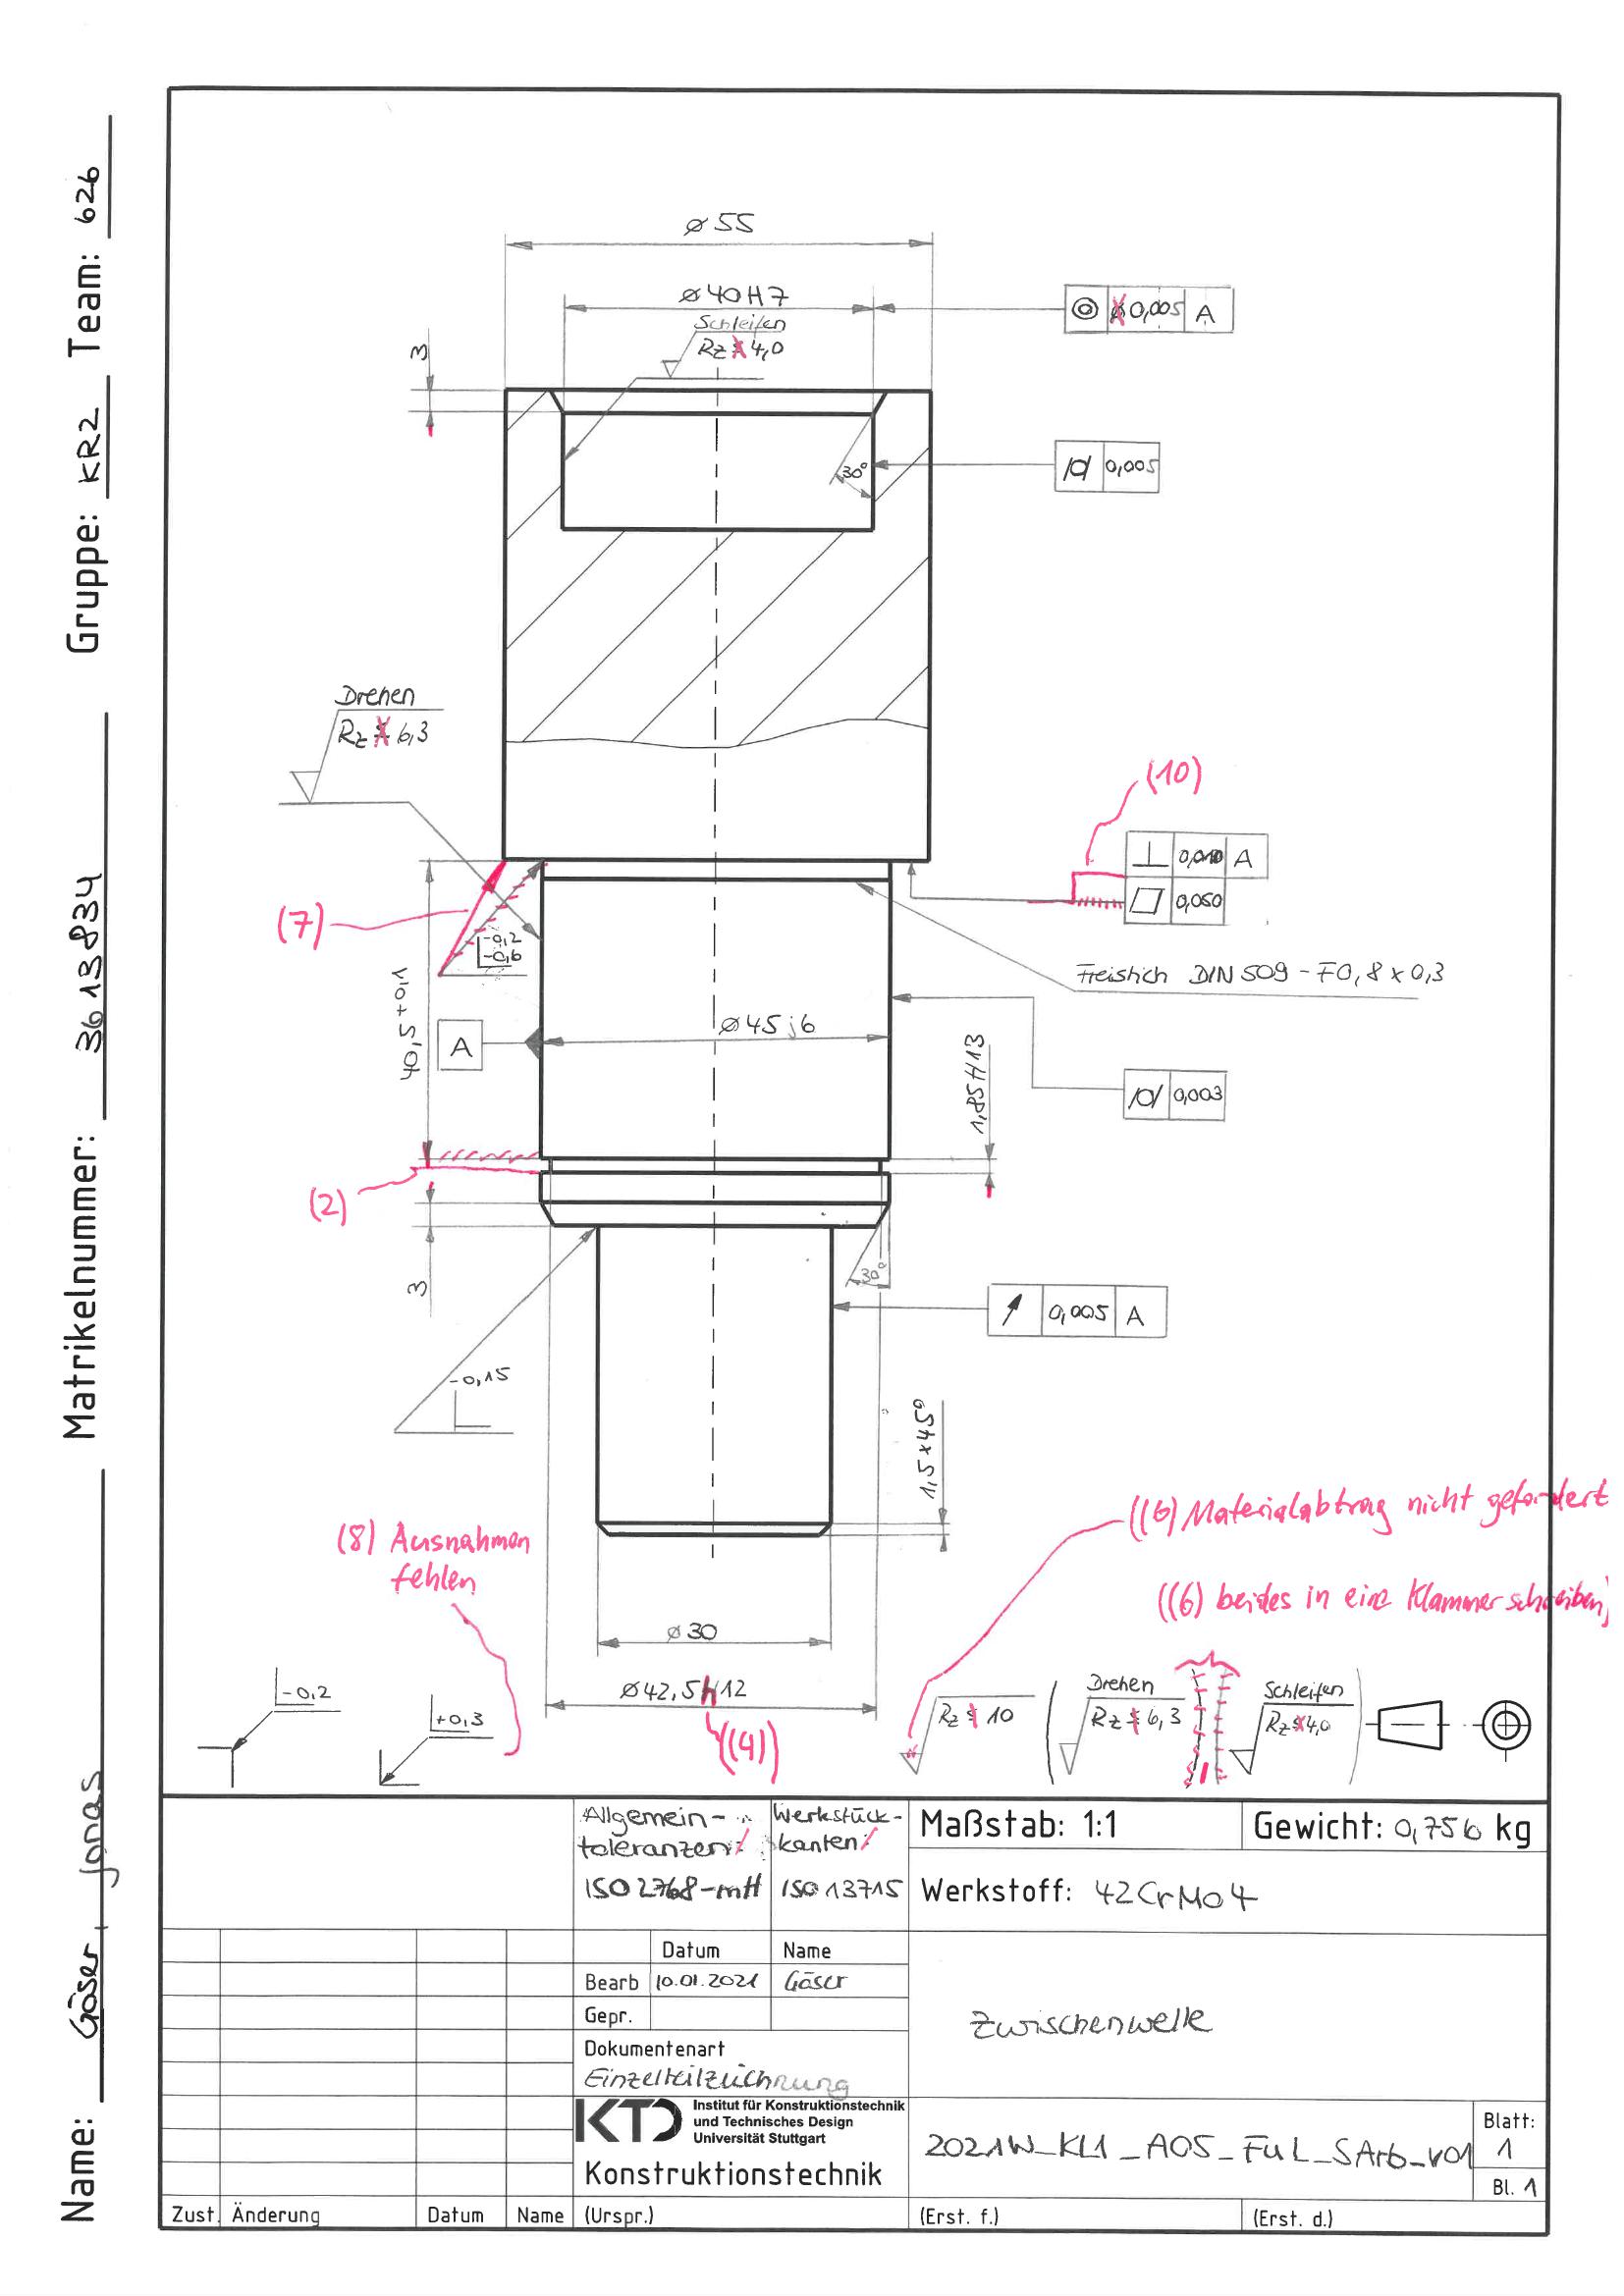 Name: Göser, Jonas Matrikelnummer: 3613834 Gruppe: KR2 Team: 626
⌀55
⌀40H7
Schleifen
Rz ≤ 4,0
◎ ⌀0,005 A
3
30°
⌭ 0,005
Drehen
Rz ≤ 6,3
(10)
⊥ 0,010 A
⏥ 0,050
(7)
-0,2
-0,6
Freistich DIN 509 - F0,8 x 0,3
40,5+0,1
A
⌀45 j6
1,85H13
⌭ 0,003
(2)
3
30°
↗ 0,005 A
-0,15
1,5x45°
((6) Materialabtrag nicht gefordert
(8) Ausnahmen
fehlen
((6) beides in eine Klammer schreiben)
⌀30
⌀42,5h12
((4))
-0,2
+0,3
Rz ≤ 10
Drehen
Rz ≤ 6,3
Schleifen
Rz ≤ 4,0
Allgemein-
toleranzen:
ISO 2768-mH
Werkstück-
kanten:
ISO 13715
Maßstab: 1:1
Gewicht: 0,756 kg
Werkstoff: 42CrMo4
Datum Name
Bearb 10.01.2021 Göser
Gepr.
Dokumentenart
Einzelteilzeichnung
Zwischenwelle
KTD
Institut für Konstruktionstechnik
und Technisches Design
Universität Stuttgart
Konstruktionstechnik
2021W_KL1_A05_FuL_SArb_v01
Blatt:
1
Bl. 1
Zust. Änderung Datum Name (Urspr.) (Erst. f.) (Erst. d.)